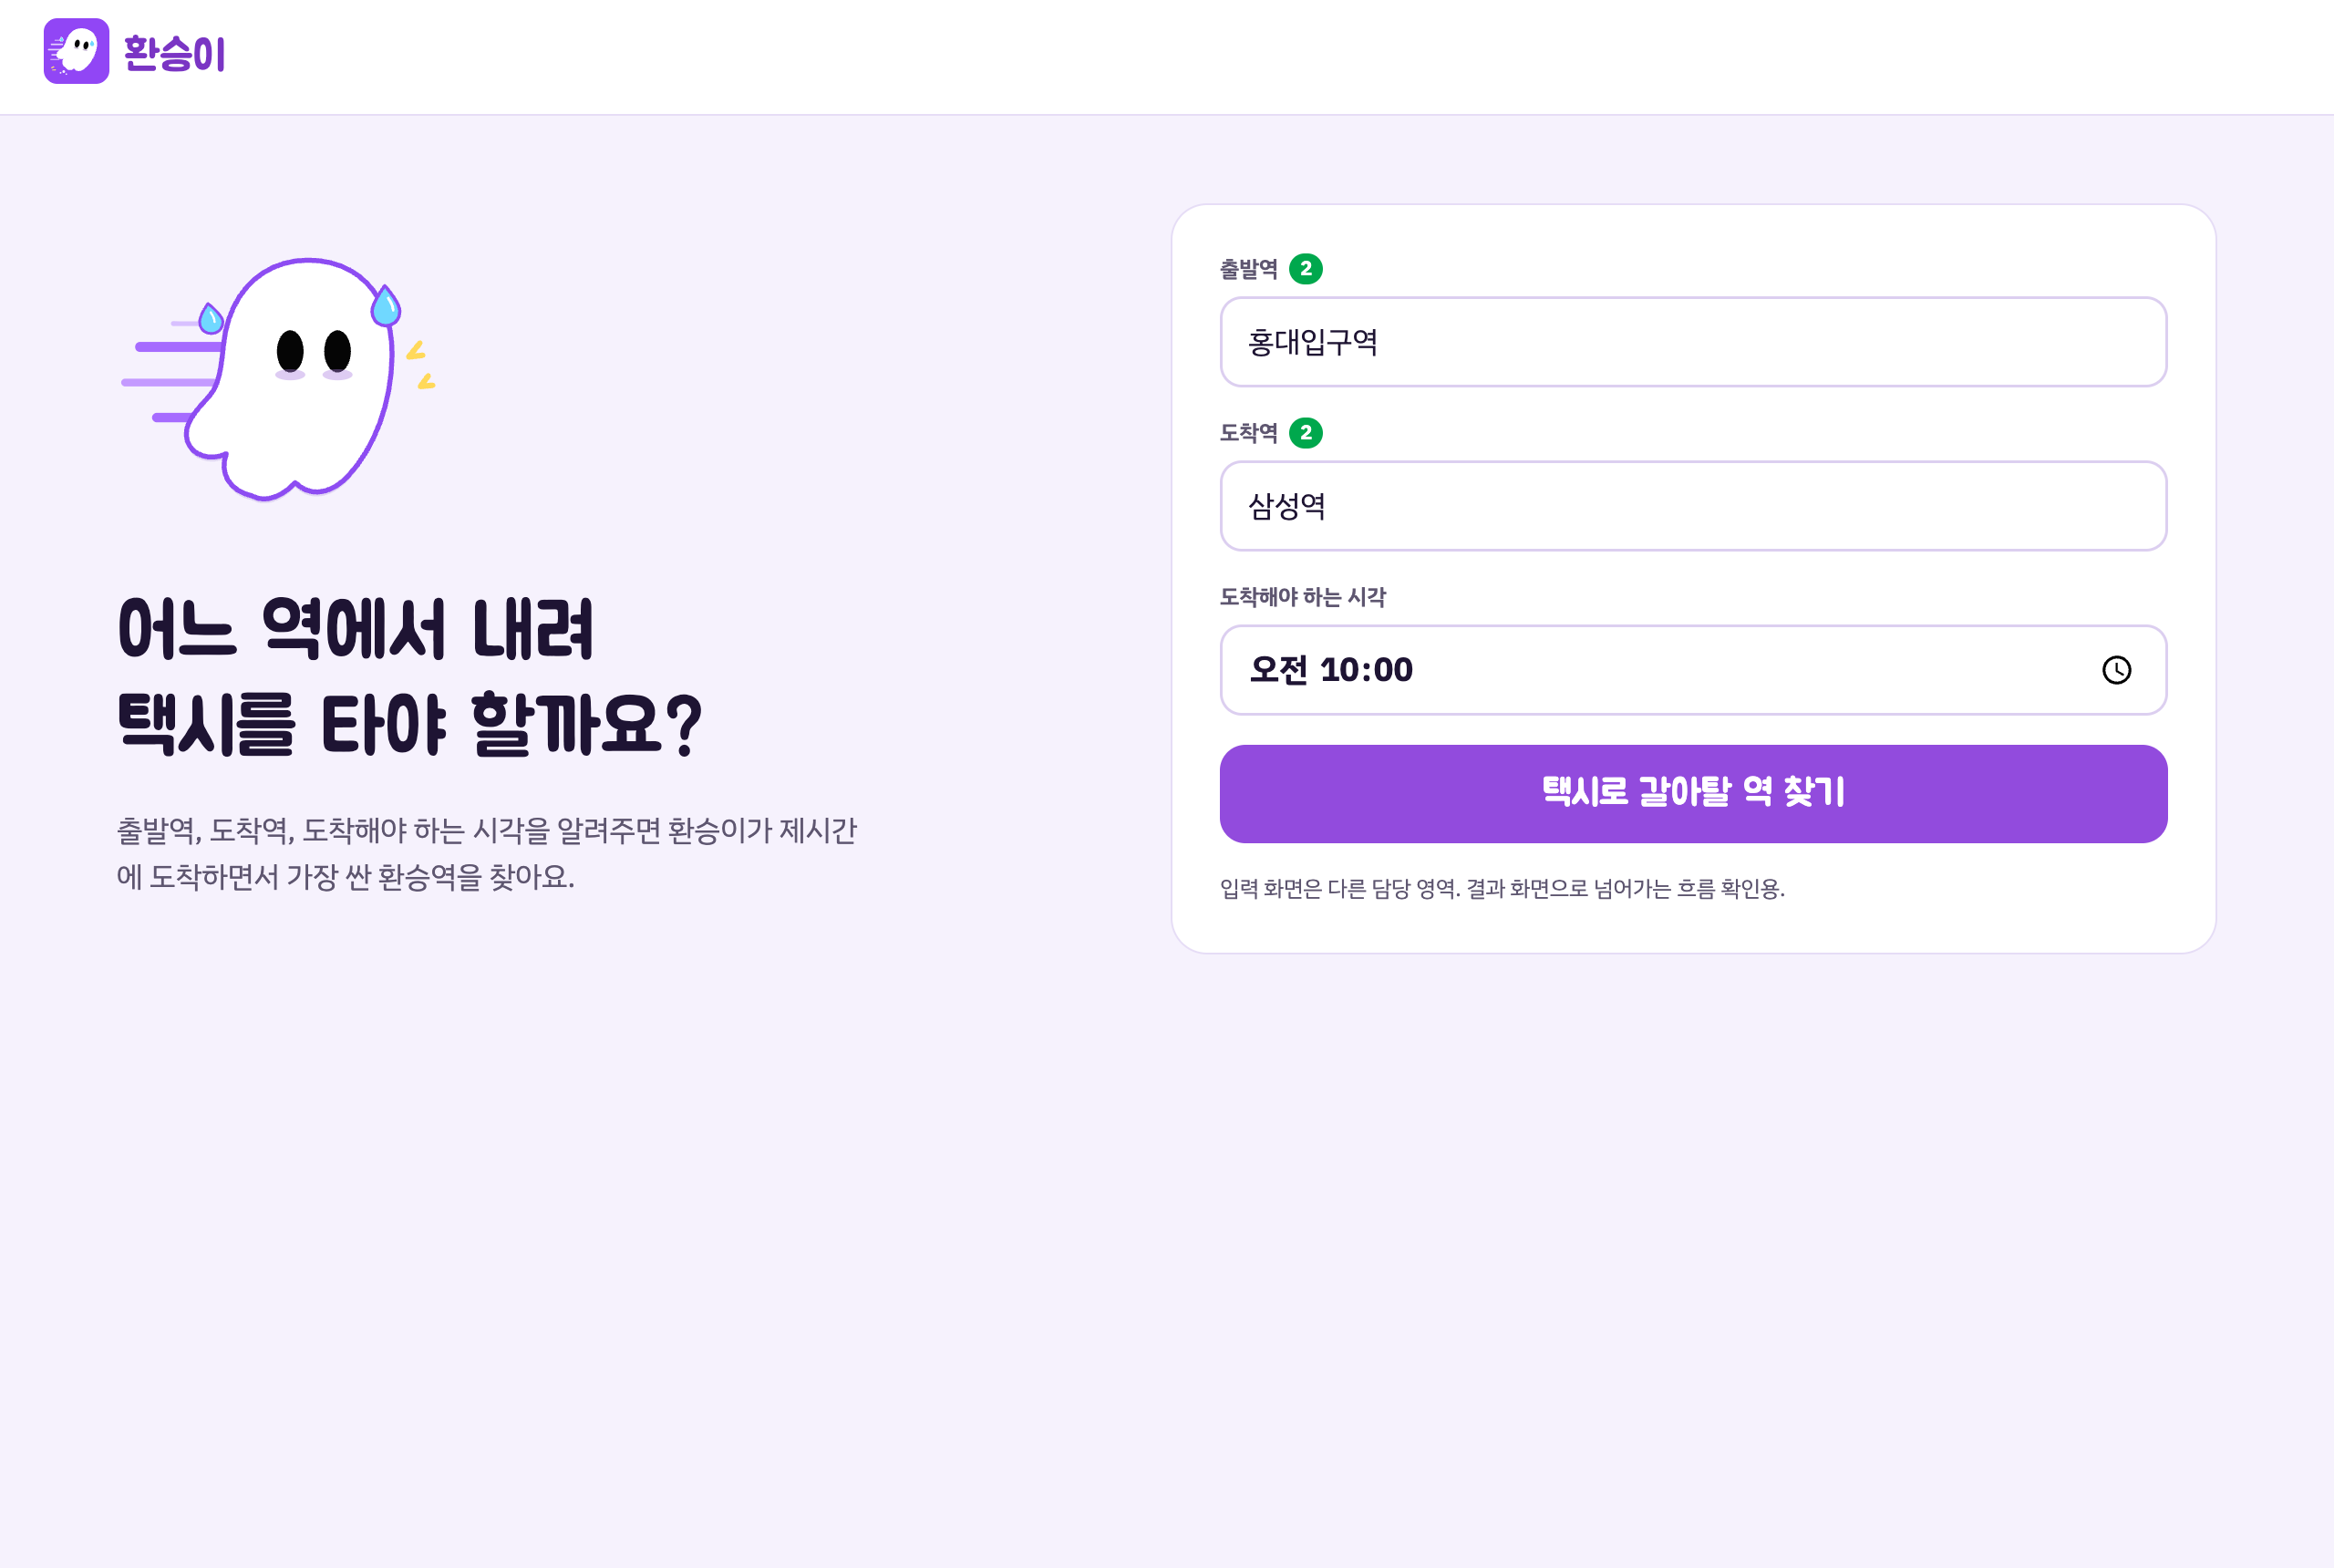 환승이
어느 역에서 내려
택시를 타야 할까요?
출발역, 도착역, 도착해야 하는 시각을 알려주면 환승이가 제시간
에 도착하면서 가장 싼 환승역을 찾아요.
출발역 2
홍대입구역
도착역 2
삼성역
도착해야 하는 시각
오전 10:00
택시로 갈아탈 역 찾기
입력 화면은 다른 담당 영역. 결과 화면으로 넘어가는 흐름 확인용.